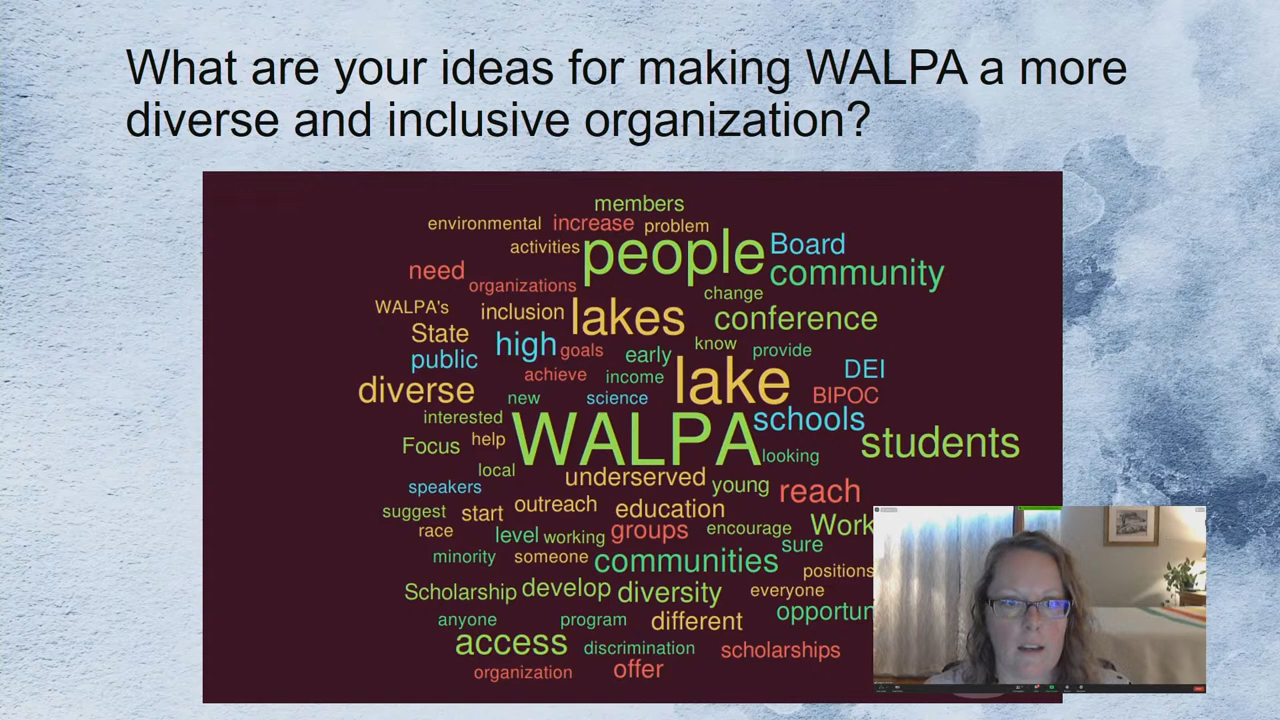 What are your ideas for making WALPA a more
diverse and inclusive organization?
members
environmental increase problem
activities people Board
need organizations community
change
WALPA's inclusion lakes conference
State
public high goals early know provide
achieve income lake DEI
diverse new science BIPOC
interested WALPA schools
Focus help students
local looking
speakers underserved young reach
suggest start outreach education
race level working groups encourage Work
minority someone communities sure
positions
Scholarship develop diversity everyone
anyone program different opportun
access discrimination scholarships
organization offer